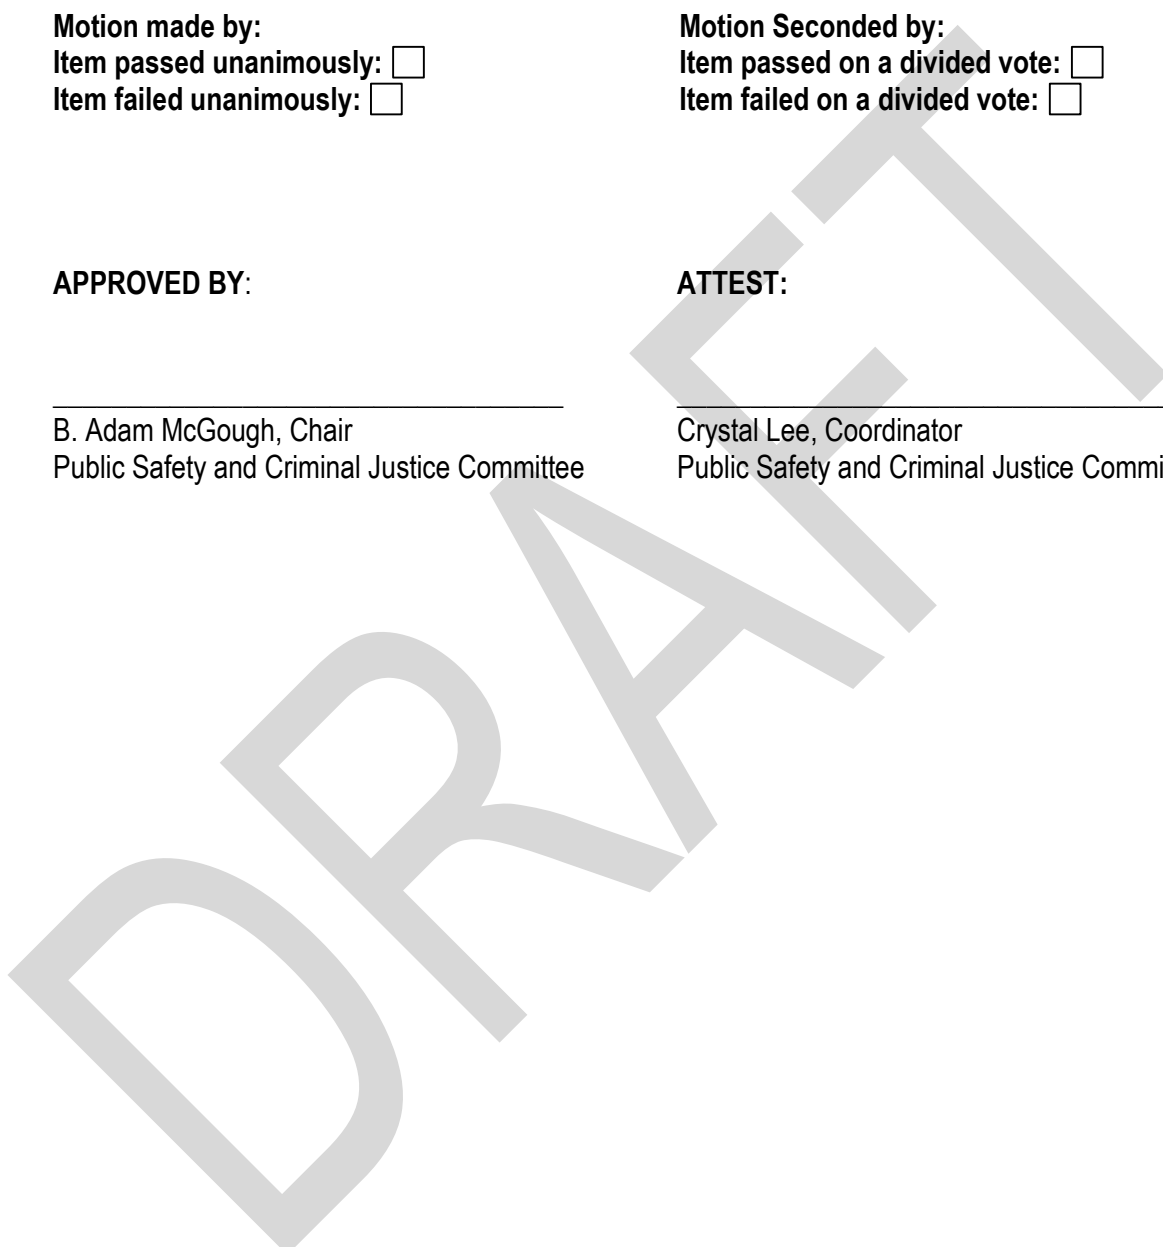 Motion made by:
Motion Seconded by:
Item passed unanimously:
Item passed on a divided vote:
Item failed unanimously:
Item failed on a divided vote:
APPROVED BY:
ATTEST:
B. Adam McGough, Chair
Crystal Lee, Coordinator
Public Safety and Criminal Justice Committee
Public Safety and Criminal Justice
DRAFT